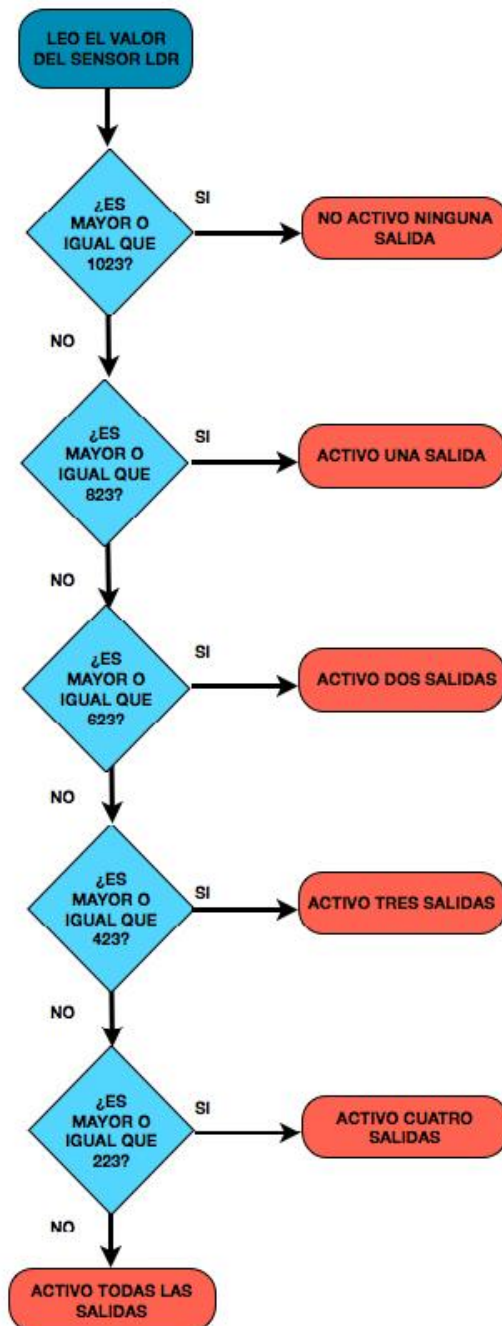 LEO EL VALOR
DEL SENSOR LDR
¿ES
MAYOR O
IGUAL QUE
1023?
SI
NO ACTIVO NINGUNA
SALIDA
NO
¿ES
MAYOR O
IGUAL QUE
823?
SI
ACTIVO UNA SALIDA
NO
¿ES
MAYOR O
IGUAL QUE
623?
SI
ACTIVO DOS SALIDAS
NO
¿ES
MAYOR O
IGUAL QUE
423?
SI
ACTIVO TRES SALIDAS
NO
¿ES
MAYOR O
IGUAL QUE
223?
SI
ACTIVO CUATRO
SALIDAS
NO
ACTIVO TODAS LAS
SALIDAS